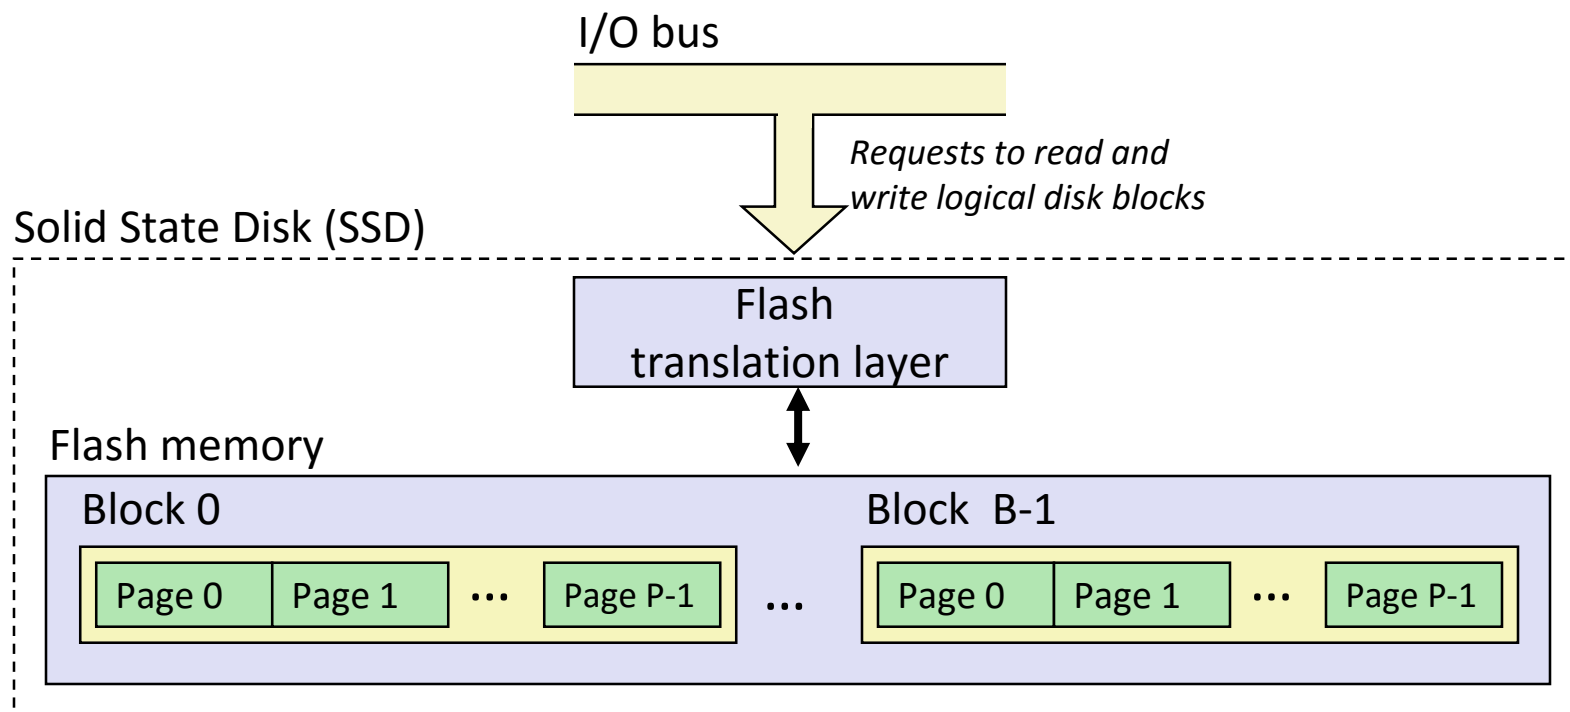 I/O bus
Requests to read and
write logical disk blocks
Solid State Disk (SSD)
Flash
translation layer
Flash memory
Block 0
Block B-1
Page 0
Page 1
...
Page P-1
...
Page 0
Page 1
...
Page P-1